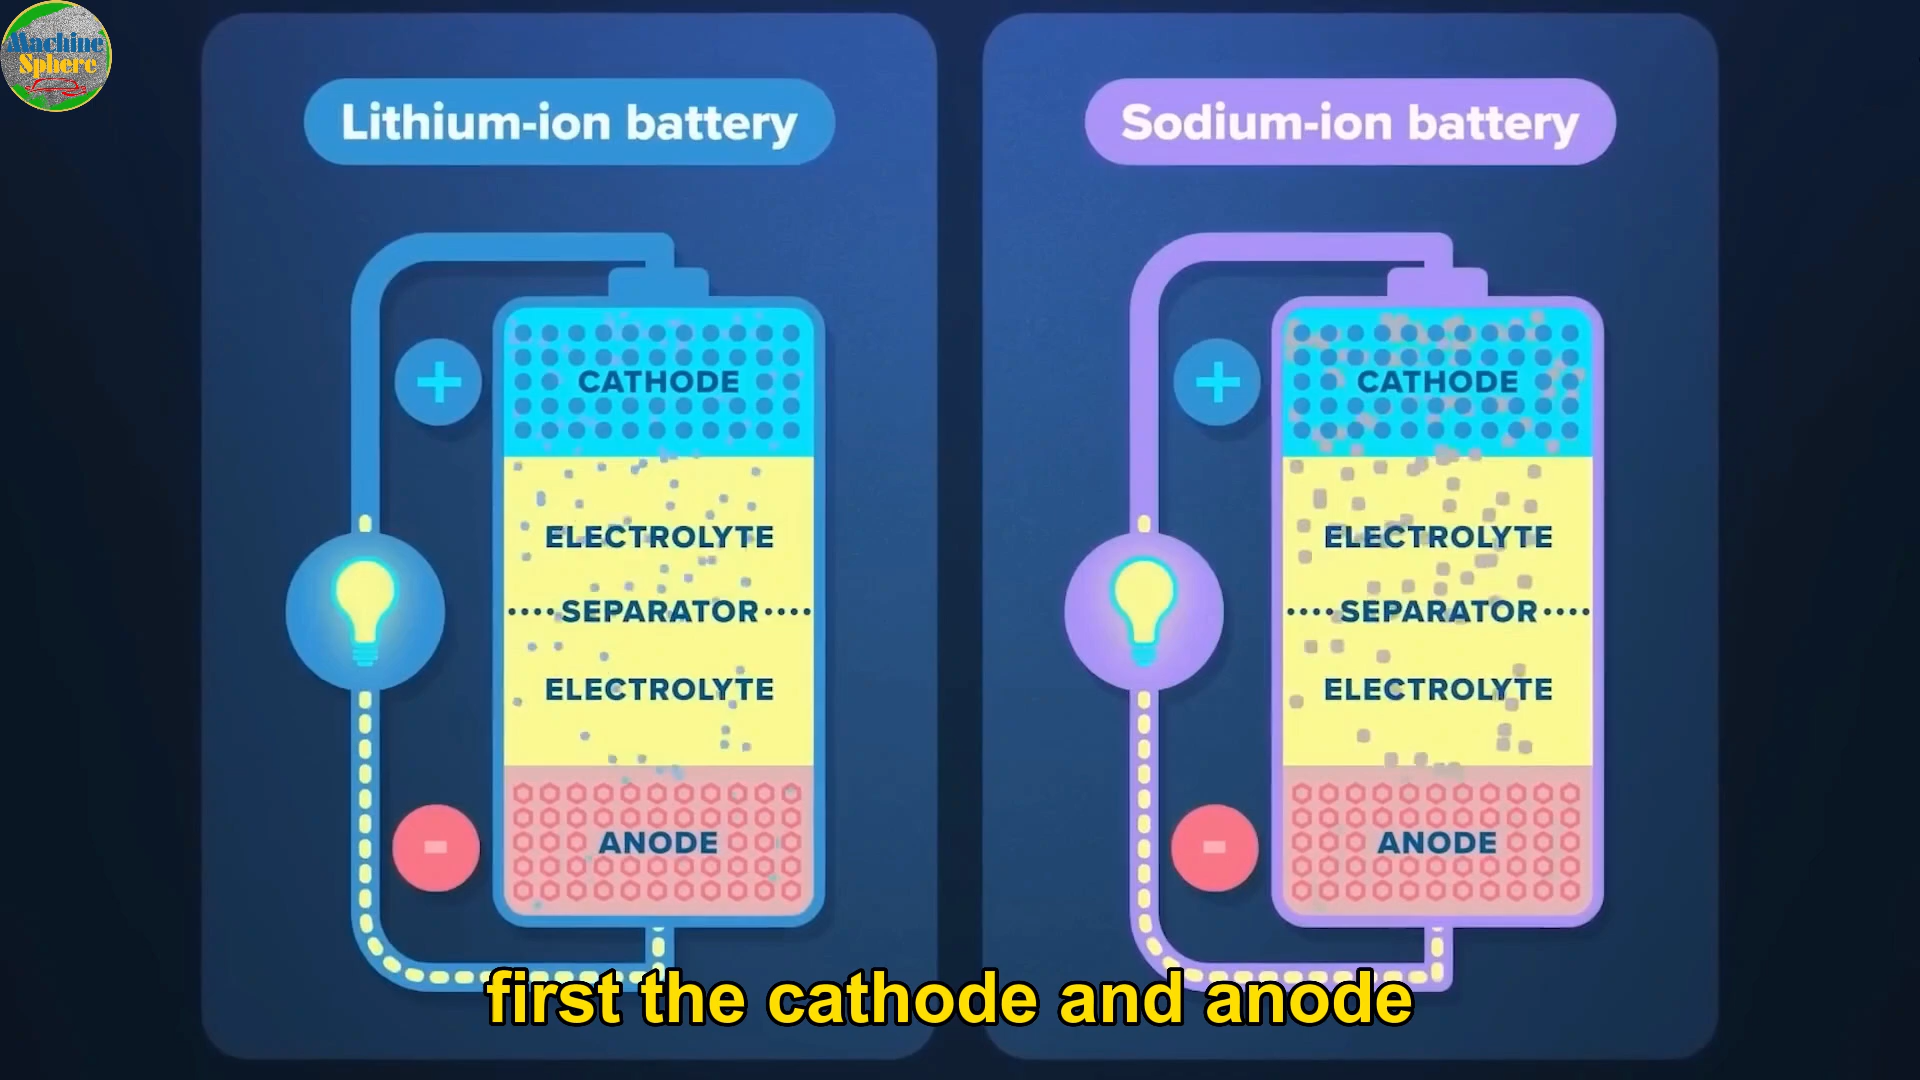 Machine
Sphere
Lithium-ion battery
+
CATHODE
ELECTROLYTE
SEPARATOR
ELECTROLYTE
-
ANODE
Sodium-ion battery
+
CATHODE
ELECTROLYTE
SEPARATOR
ELECTROLYTE
-
ANODE
first the cathode and anode